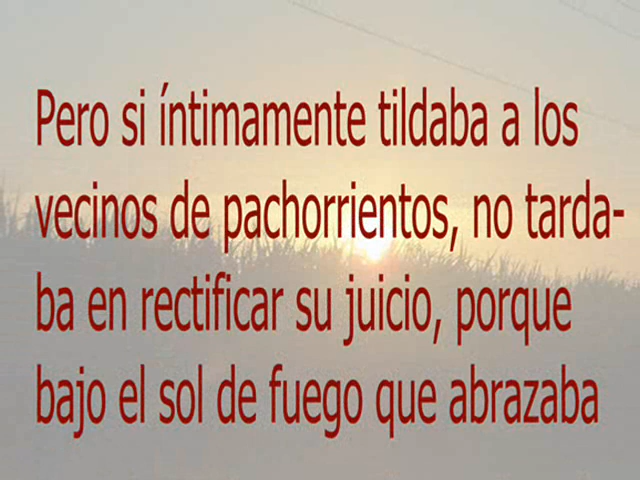 Pero si íntimamente tildaba a los
vecinos de pachorrientos, no tarda-
ba en rectificar su juicio, porque
bajo el sol de fuego que abrazaba